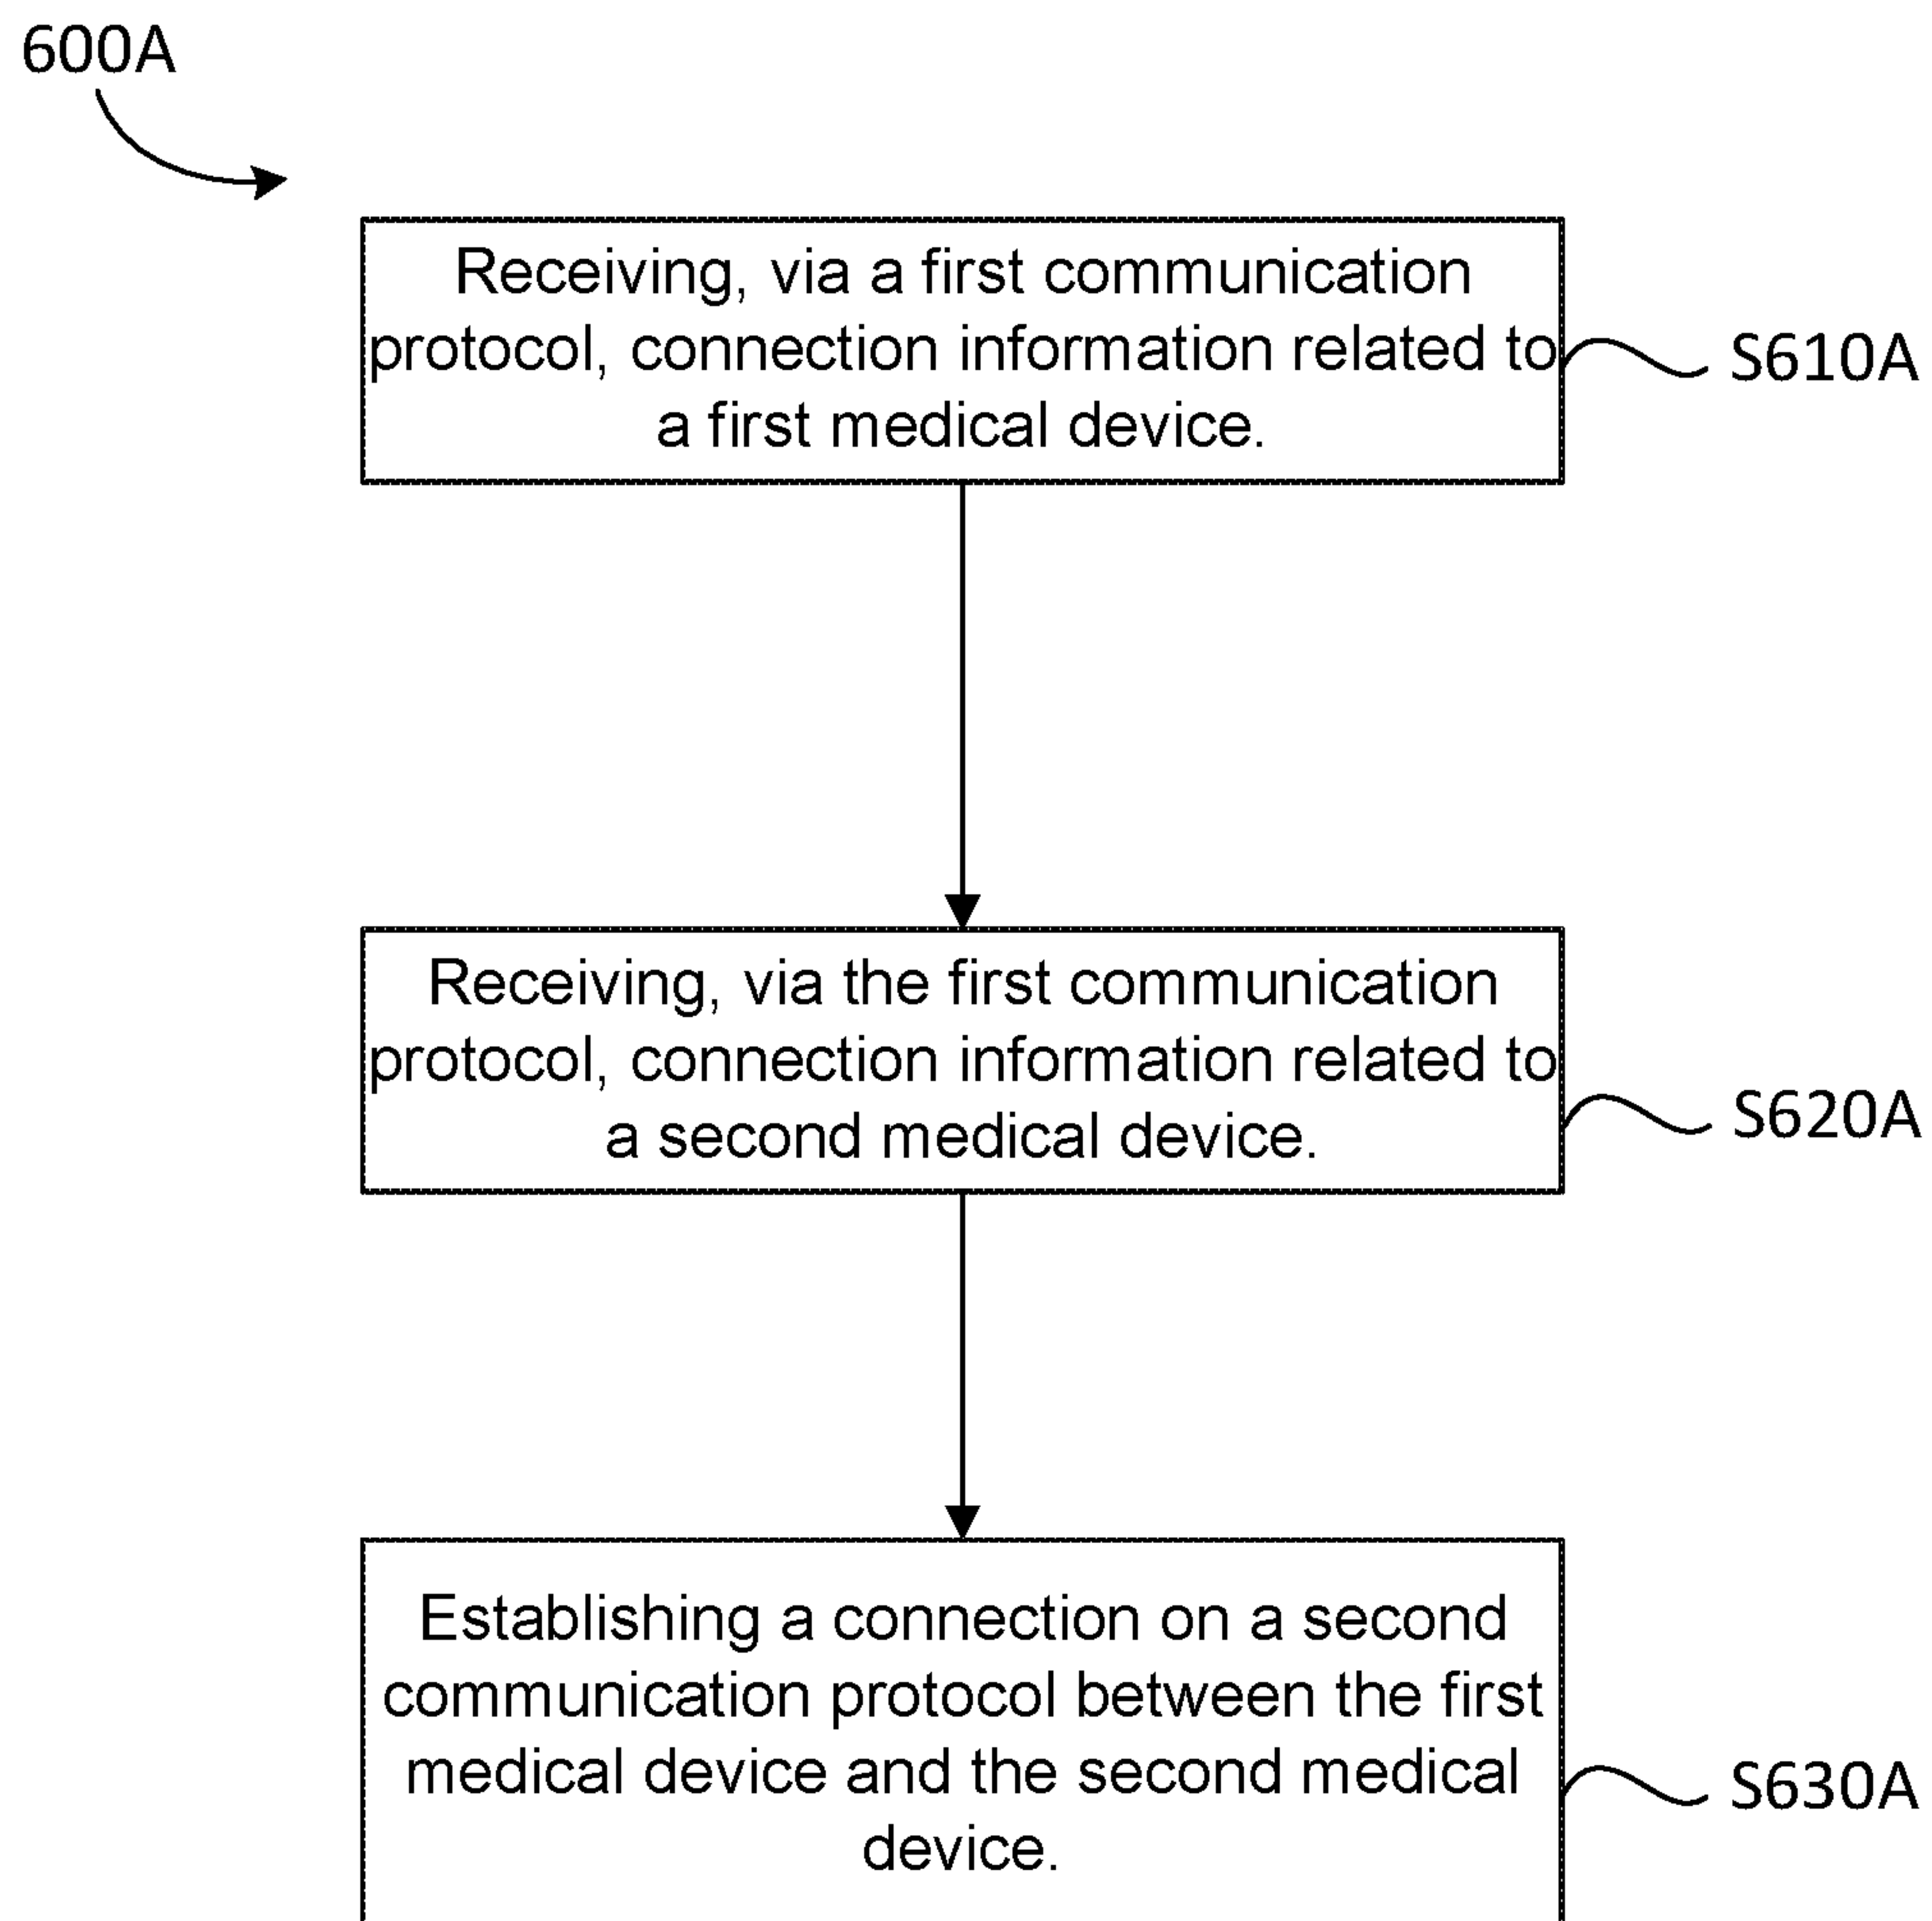 600A
Receiving, via a first communication
protocol, connection information related to
a first medical device.
S610A
Receiving, via the first communication
protocol, connection information related to
a second medical device.
S620A
Establishing a connection on a second
communication protocol between the first
medical device and the second medical
device.
S630A